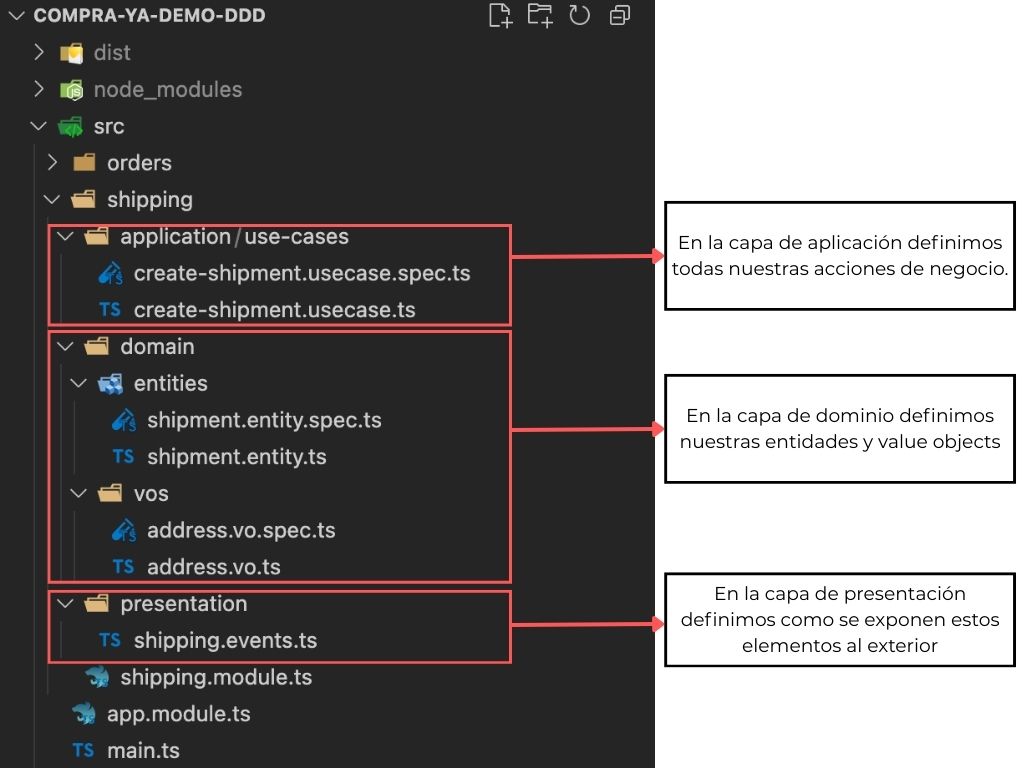 COMPRA-YA-DEMO-DDD
dist
node_modules
src
orders
shipping
application/use-cases
TS create-shipment.usecase.spec.ts
TS create-shipment.usecase.ts
domain
entities
TS shipment.entity.spec.ts
TS shipment.entity.ts
vos
TS address.vo.spec.ts
TS address.vo.ts
presentation
TS shipping.events.ts
shipping.module.ts
app.module.ts
TS main.ts
En la capa de aplicación definimos
todas nuestras acciones de negocio.
En la capa de dominio definimos
nuestras entidades y value objects
En la capa de presentación
definimos como se exponen estos
elementos al exterior